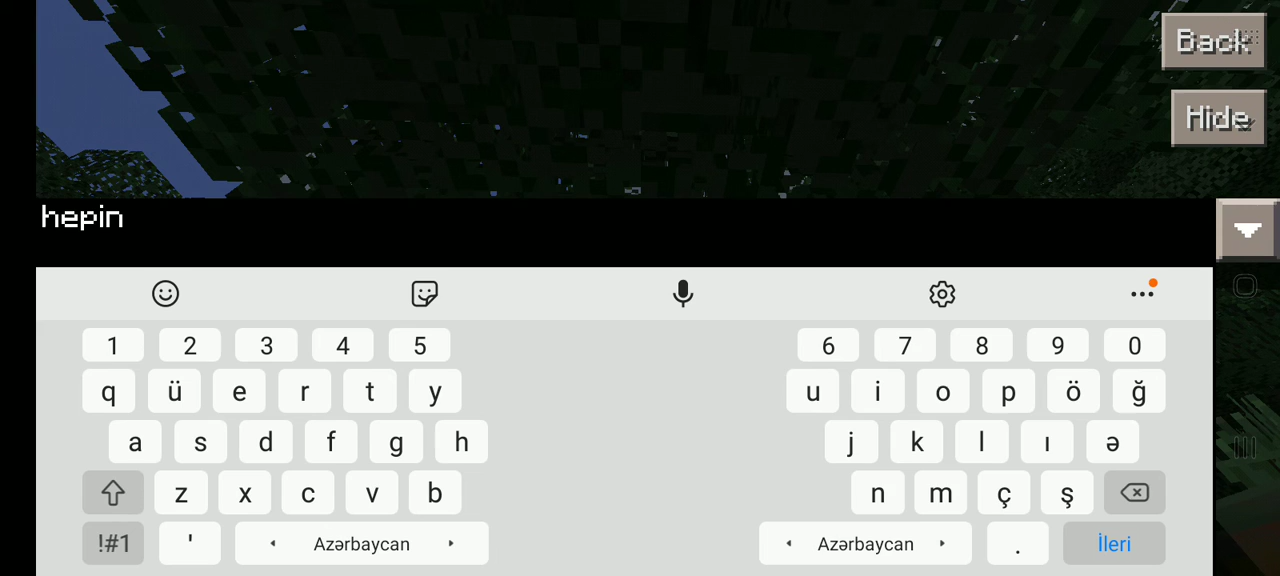 Back
Hide
hepin
1 2 3 4 5 6 7 8 9 0
q ü e r t y u i o p ö ğ
a s d f g h j k l ı ə
z x c v b n m ç ş
!#1 ' Azərbaycan Azərbaycan . İleri